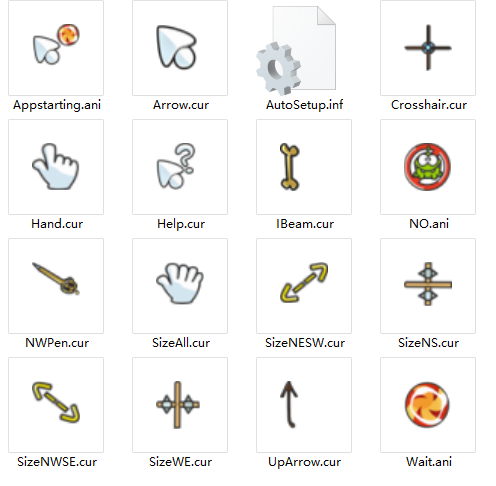 Appstarting.ani
Arrow.cur
AutoSetup.inf
Crosshair.cur
Hand.cur
Help.cur
IBeam.cur
NO.ani
NWPen.cur
SizeAll.cur
SizeNESW.cur
SizeNS.cur
SizeNWSE.cur
SizeWE.cur
UpArrow.cur
Wait.ani